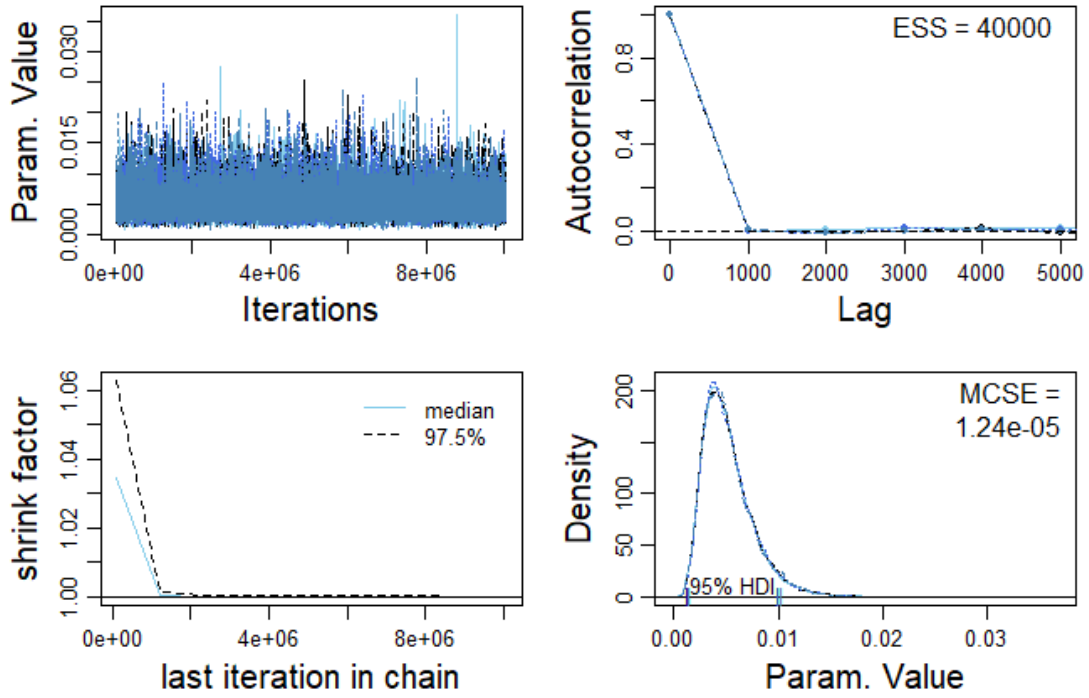 Param. Value
0.030
0.015
0.000
0e+00 4e+06 8e+06
Iterations
Autocorrelation
0.8
0.4
0.0
ESS = 40000
0 1000 2000 3000 4000 5000
Lag
shrink factor
1.06
1.04
1.02
1.00
median
97.5%
0e+00 4e+06 8e+06
last iteration in chain
Density
200
100
50
0
MCSE =
1.24e-05
95% HDI
0.00 0.01 0.02 0.03
Param. Value